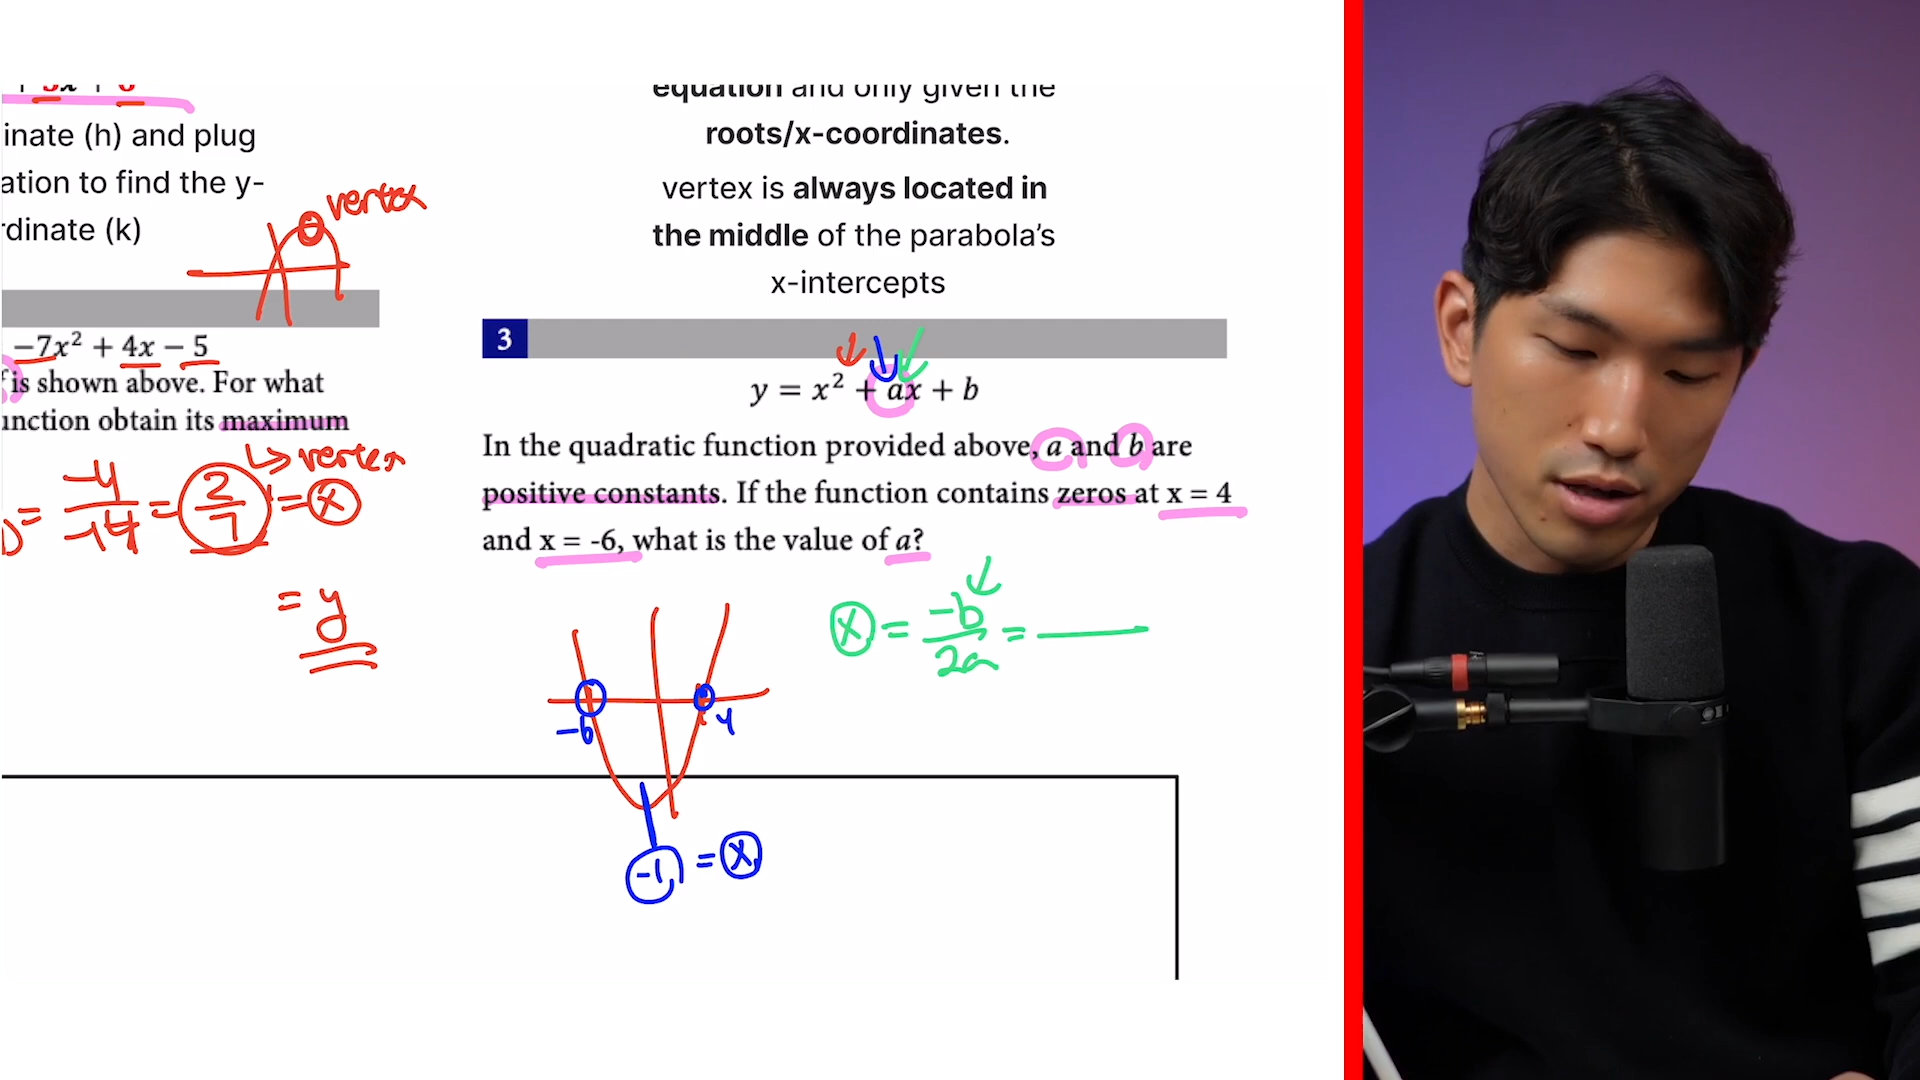 inate (h) and plug
ation to find the y-
rdinate (k)
vertex
−7x² + 4x − 5
is shown above. For what
unction obtain its maximum
vertex
= -4/-14 = 2/7 = x
= y
equation and only given the
roots/x-coordinates.
vertex is always located in
the middle of the parabola's
x-intercepts
3
y = x² + ax + b
In the quadratic function provided above, a and b are
positive constants. If the function contains zeros at x = 4
and x = -6, what is the value of a?
x = -b/2a =
-6 4
-1 = x